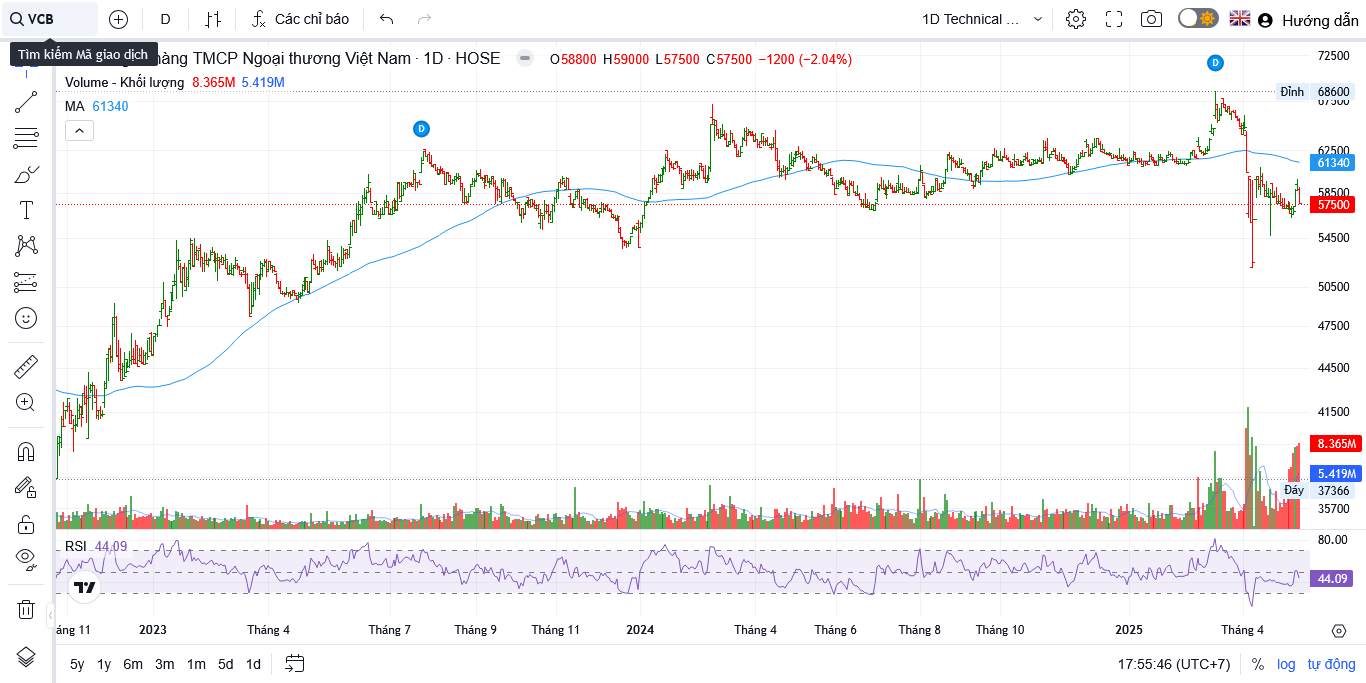 VCB D Các chỉ báo 1D Technical ... Hướng dẫn
Tìm kiếm Mã giao dịch
hàng TMCP Ngoại thương Việt Nam · 1D · HOSE O58800 H59000 L57500 C57500 −1200 (−2.04%)
Volume - Khối lượng 8.365M 5.419M
MA 61340
D
D
72500
Đỉnh 68600
67500
62500
61340
58500
57500
54500
50500
47500
44500
41500
8.365M
5.419M
Đáy 37366
35700
RSI 44.09
80.00
44.09
áng 11 2023 Tháng 4 Tháng 7 Tháng 9 Tháng 11 2024 Tháng 4 Tháng 6 Tháng 8 Tháng 10 2025 Tháng 4
5y 1y 6m 3m 1m 5d 1d 17:55:46 (UTC+7) % log tự động